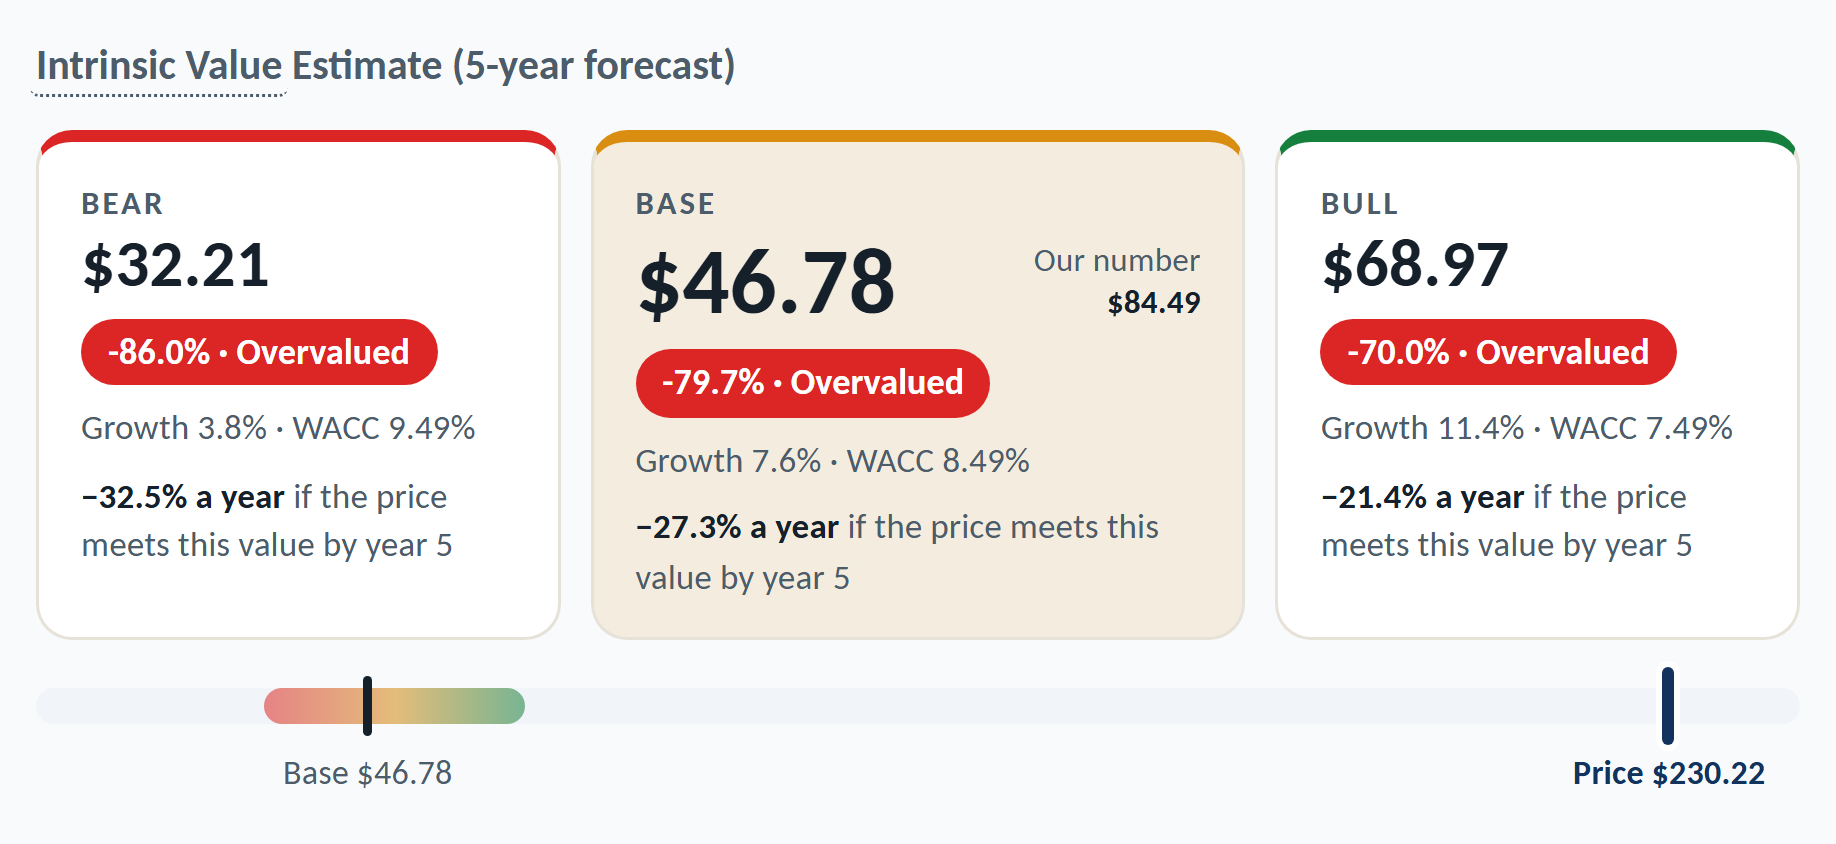 Intrinsic Value Estimate (5-year forecast)
BEAR
$32.21
-86.0% · Overvalued
Growth 3.8% · WACC 9.49%
−32.5% a year if the price
meets this value by year 5
BASE
$46.78
Our number
$84.49
-79.7% · Overvalued
Growth 7.6% · WACC 8.49%
−27.3% a year if the price meets this
value by year 5
BULL
$68.97
-70.0% · Overvalued
Growth 11.4% · WACC 7.49%
−21.4% a year if the price
meets this value by year 5
Base $46.78
Price $230.22